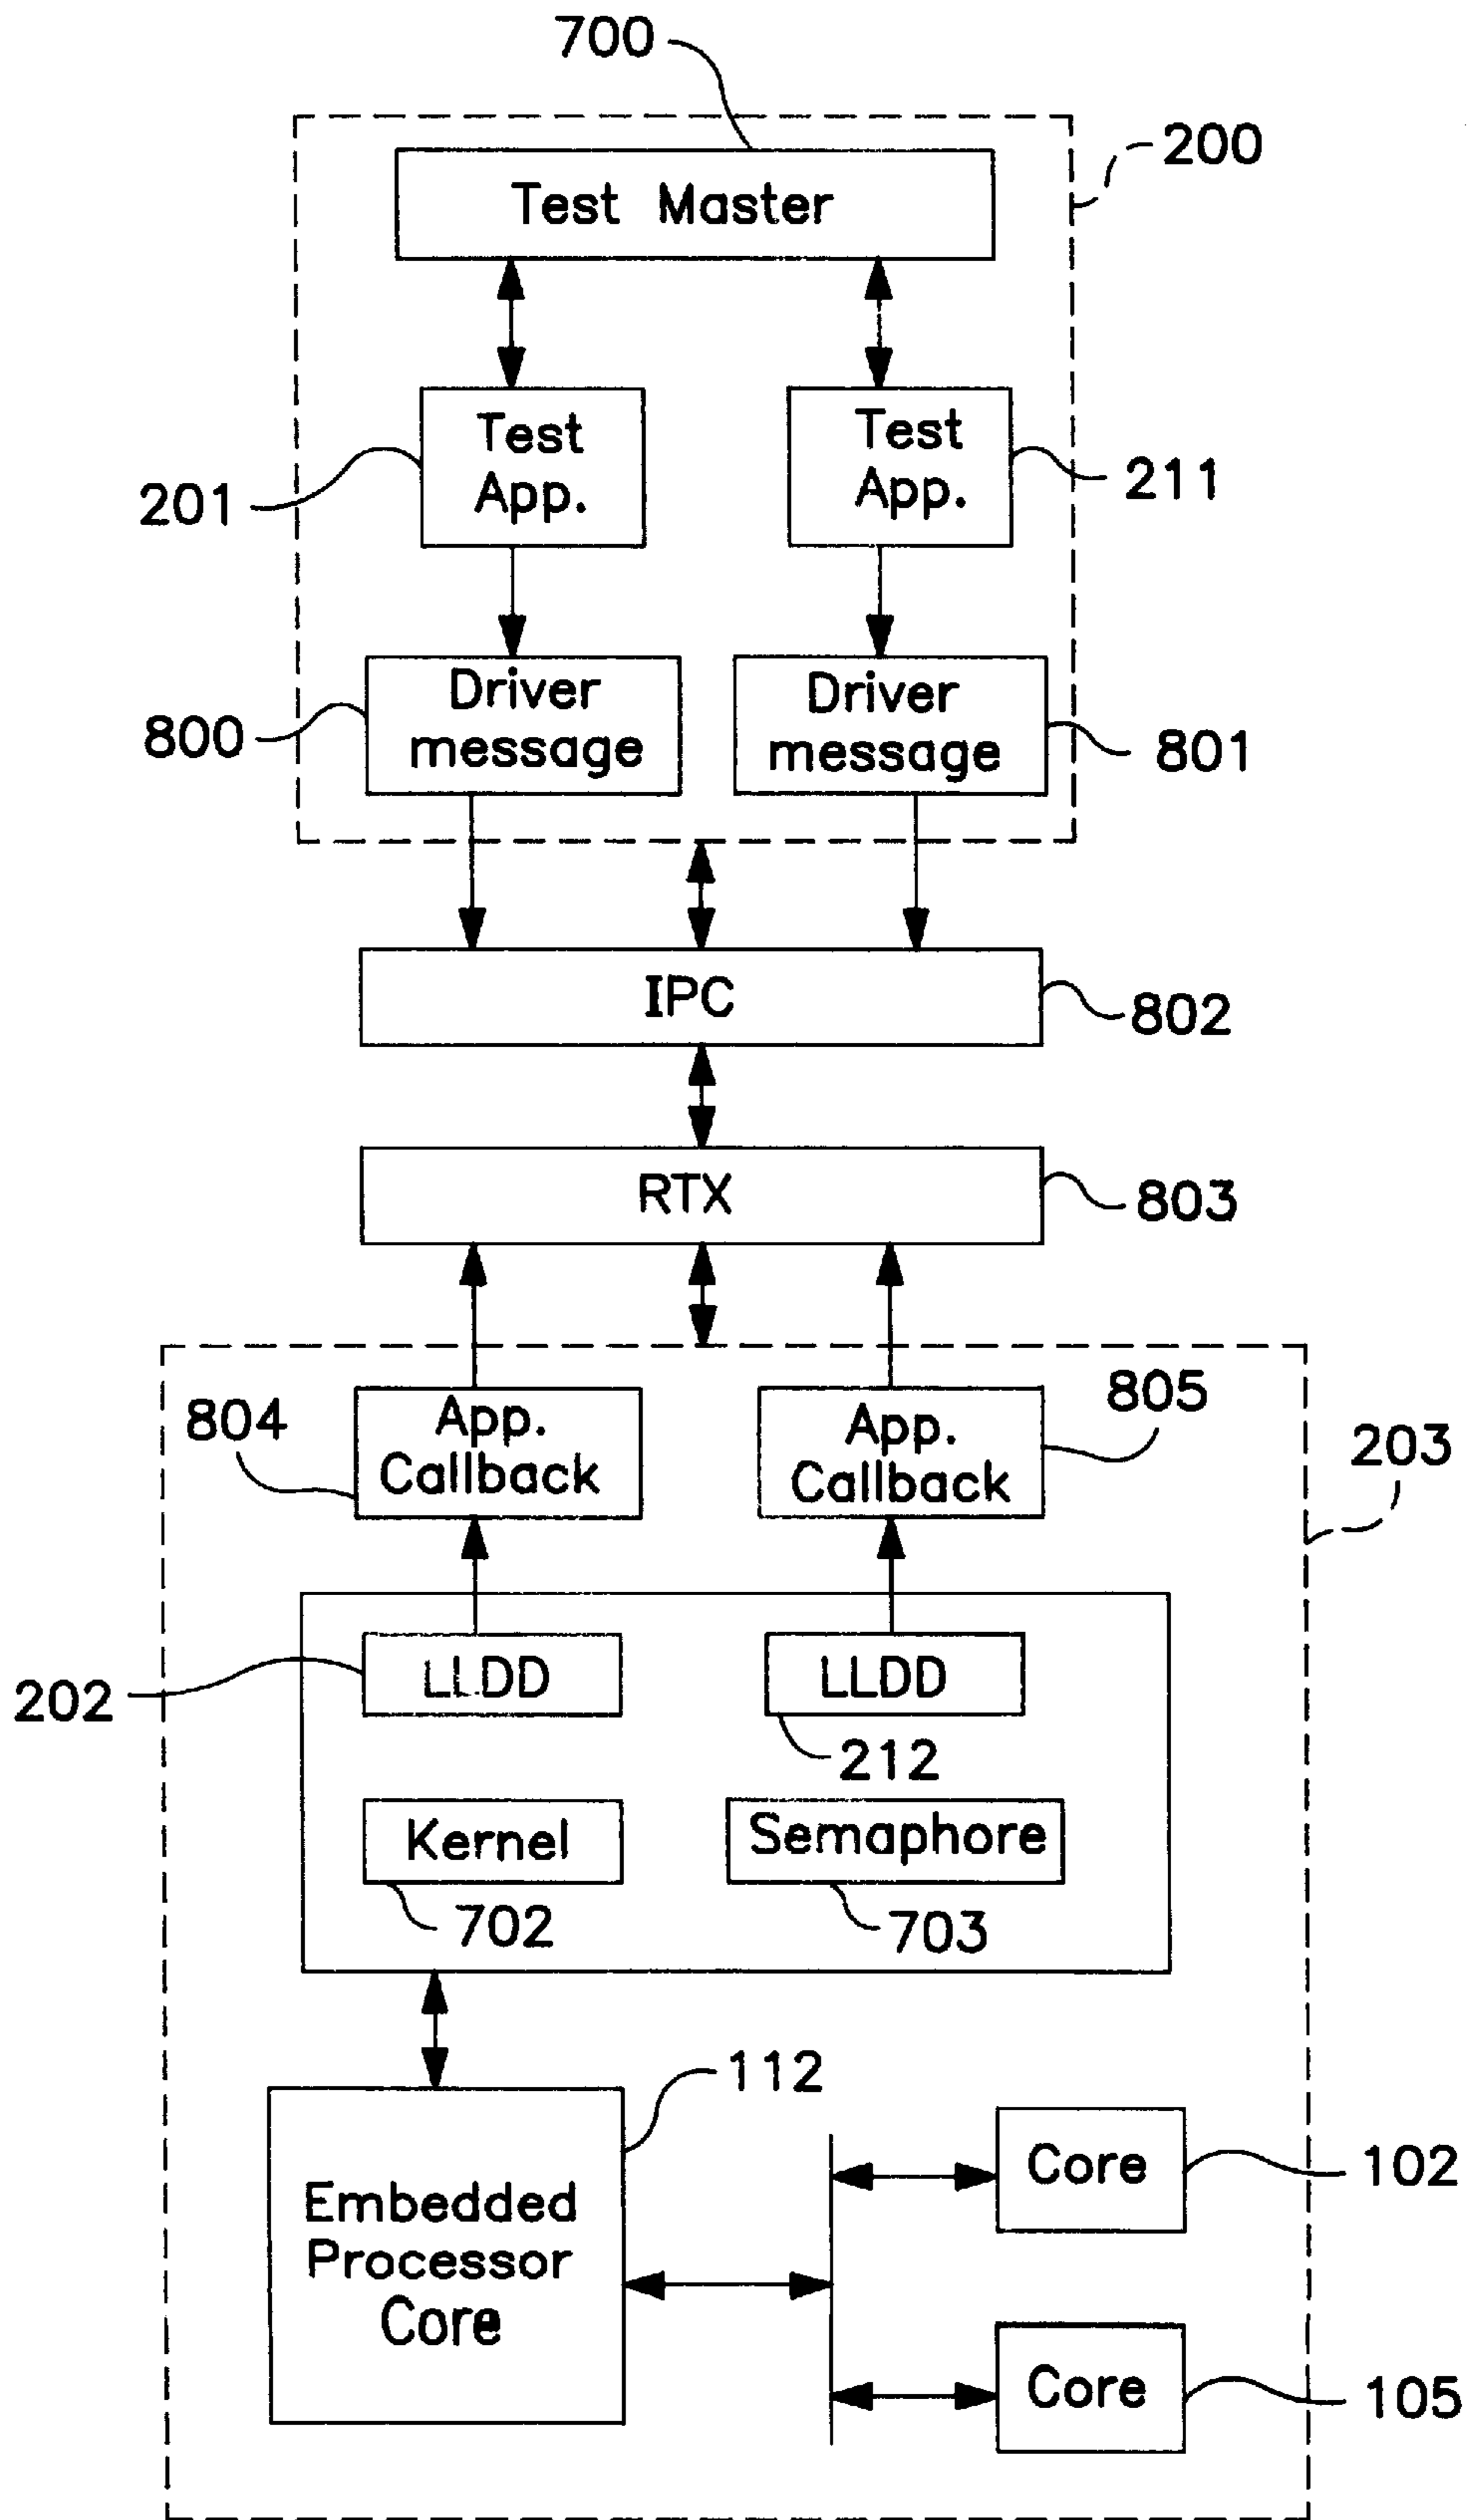 700
200
Test Master
Test
App.
Test
App.
201
211
Driver
message
Driver
message
800
801
IPC
802
RTX
803
804
App.
Callback
App.
Callback
805
203
202
LLDD
LLDD
212
Kernel
Semaphore
702
703
112
Embedded
Processor
Core
Core
102
Core
105